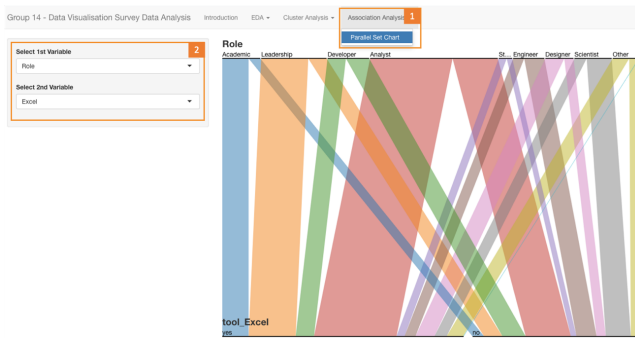 Group 14 - Data Visualisation Survey Data Analysis Introduction EDA Cluster Analysis Association Analysis 1
Parallel Set Chart
2
Select 1st Variable
Role
Select 2nd Variable
Excel
Role
Academic Leadership Developer Analyst St... Engineer Designer Scientist Other
tool_Excel
yes no